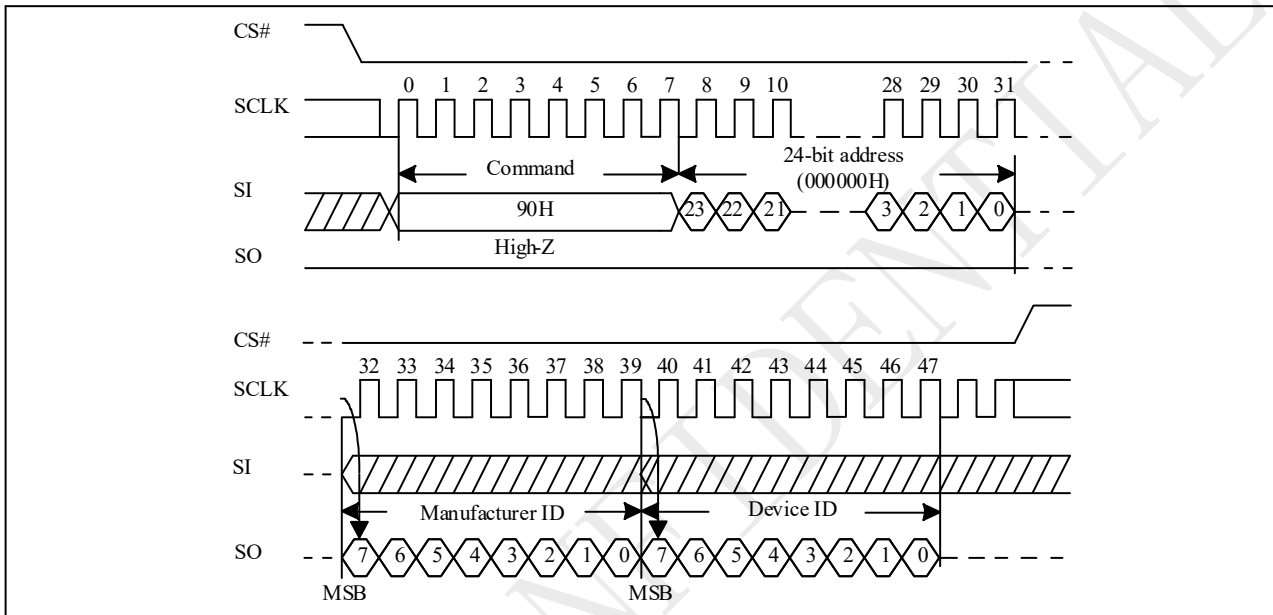 CS#
0 1 2 3 4 5 6 7 8 9 10 28 29 30 31
SCLK
Command
24-bit address
(000000H)
SI
90H
23 22 21 3 2 1 0
High-Z
SO
CS#
32 33 34 35 36 37 38 39 40 41 42 43 44 45 46 47
SCLK
SI
Manufacturer ID Device ID
SO
7 6 5 4 3 2 1 0 7 6 5 4 3 2 1 0
MSB MSB
NFIDENTIAL